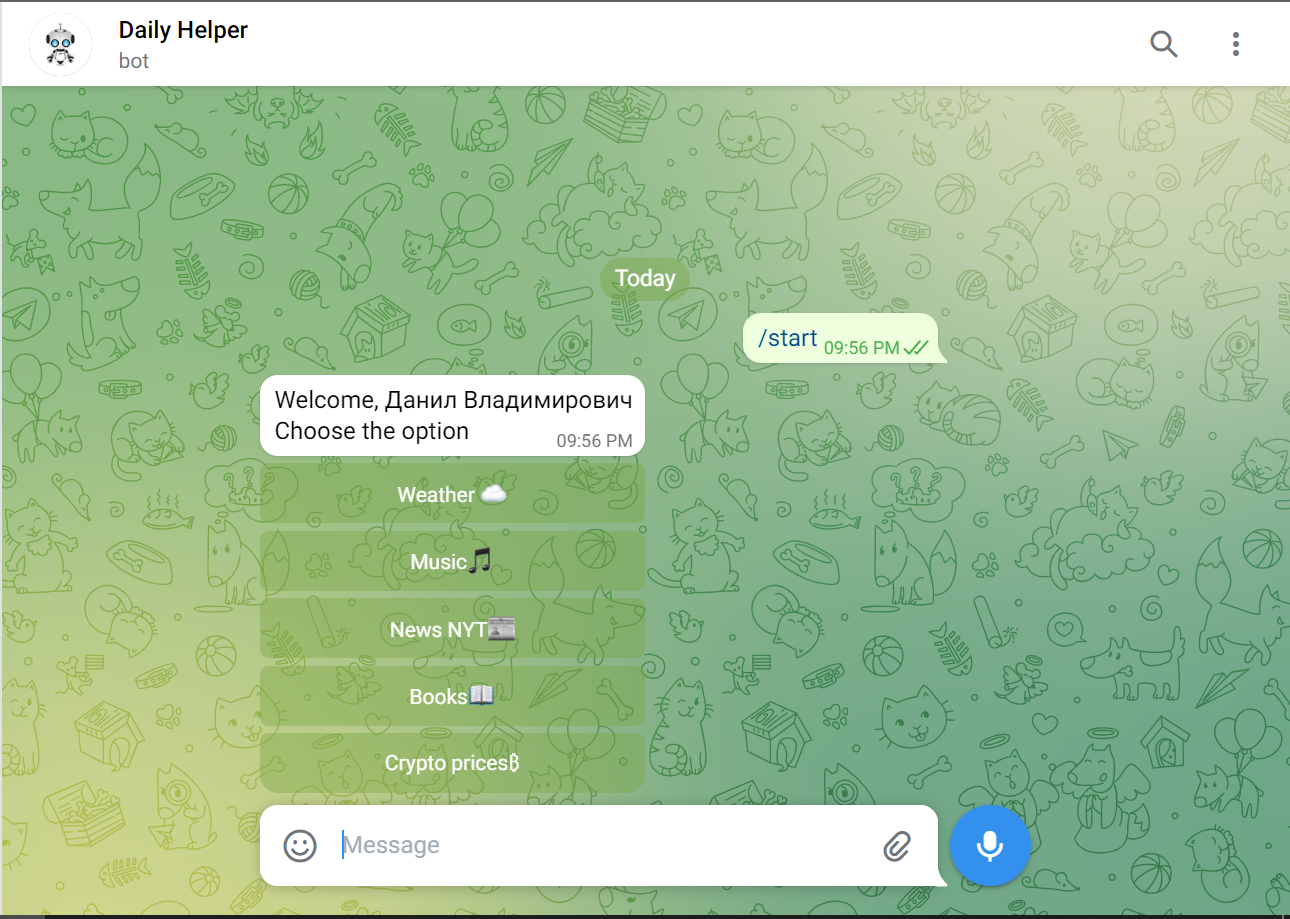 Daily Helper
bot
Today
/start 09:56 PM
Welcome, Данил Владимирович
Choose the option 09:56 PM
Weather ☁️
Music🎵
News NYT📰
Books📖
Crypto prices₿
Message